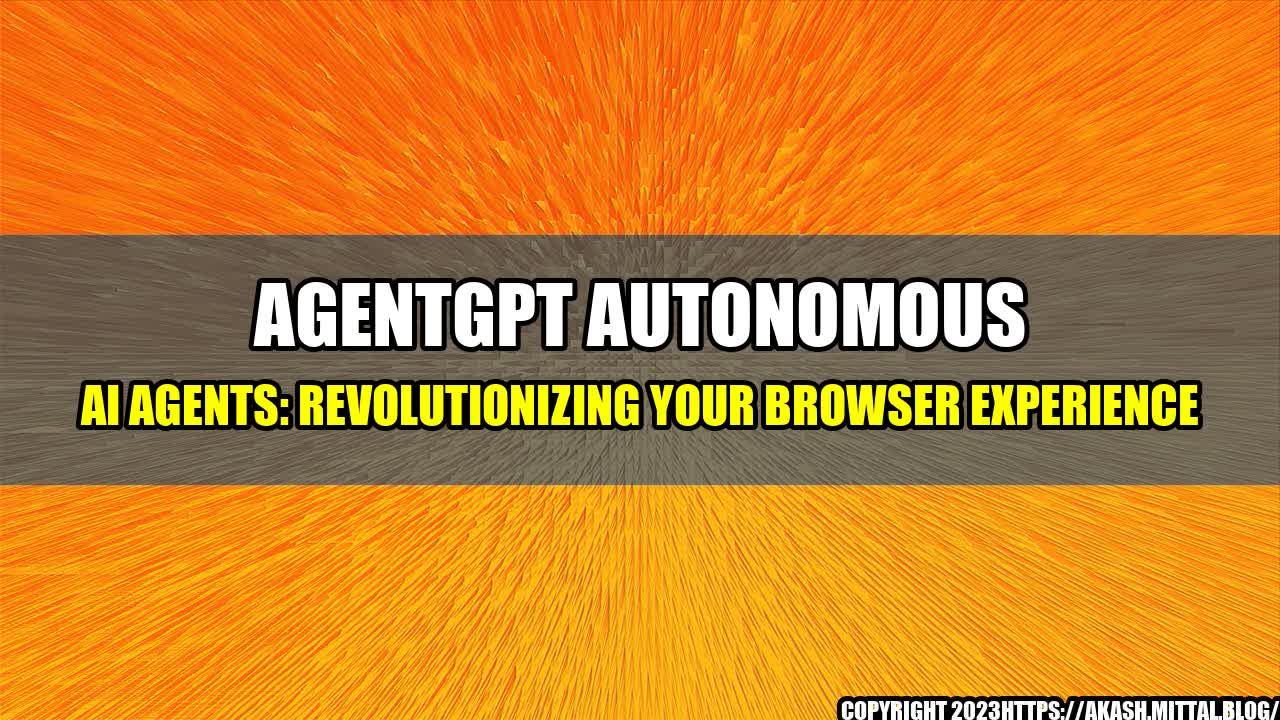 AGENTGPT AUTONOMOUS
AI AGENTS: REVOLUTIONIZING YOUR BROWSER EXPERIENCE
COPYRIGHT 2023HTTPS://AKASH.MITTAL.BLOG/